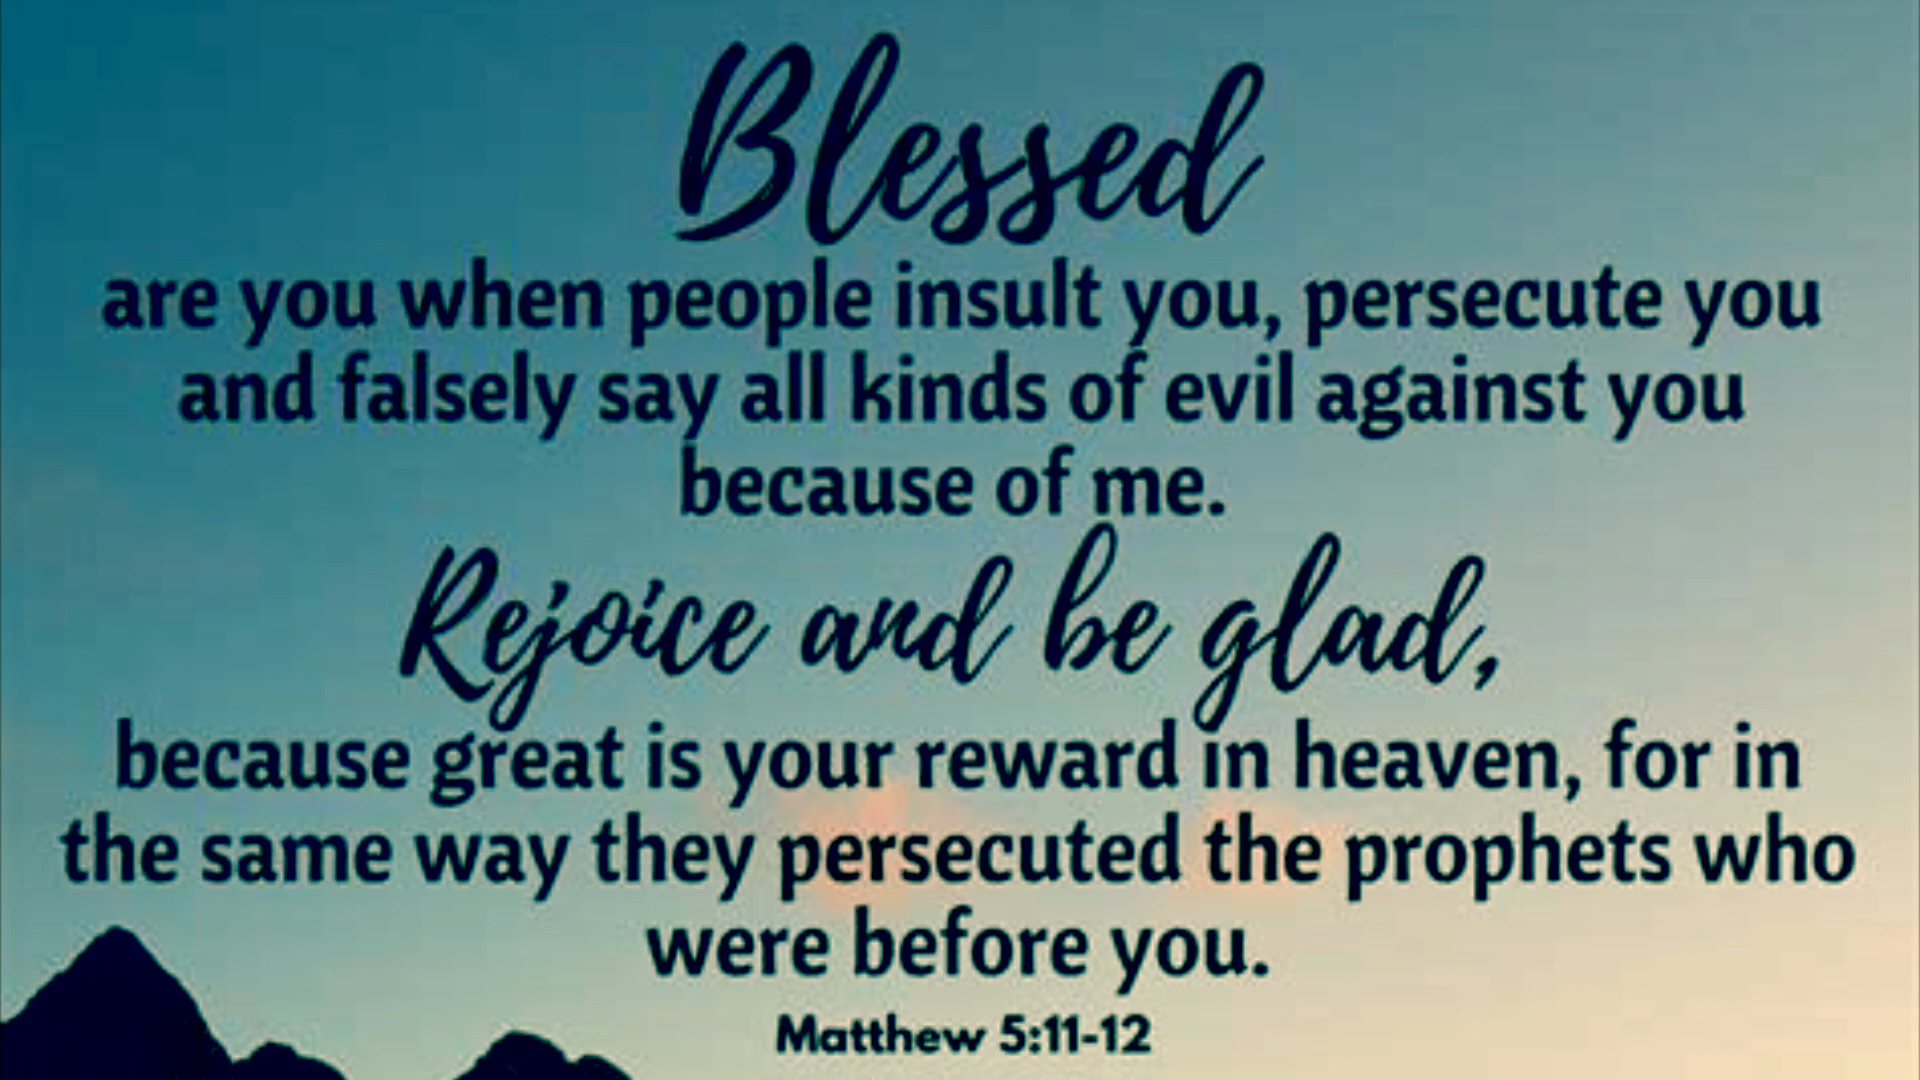 Blessed
are you when people insult you, persecute you
and falsely say all kinds of evil against you
because of me.
Rejoice and be glad,
because great is your reward in heaven, for in
the same way they persecuted the prophets who
were before you.
Matthew 5:11-12